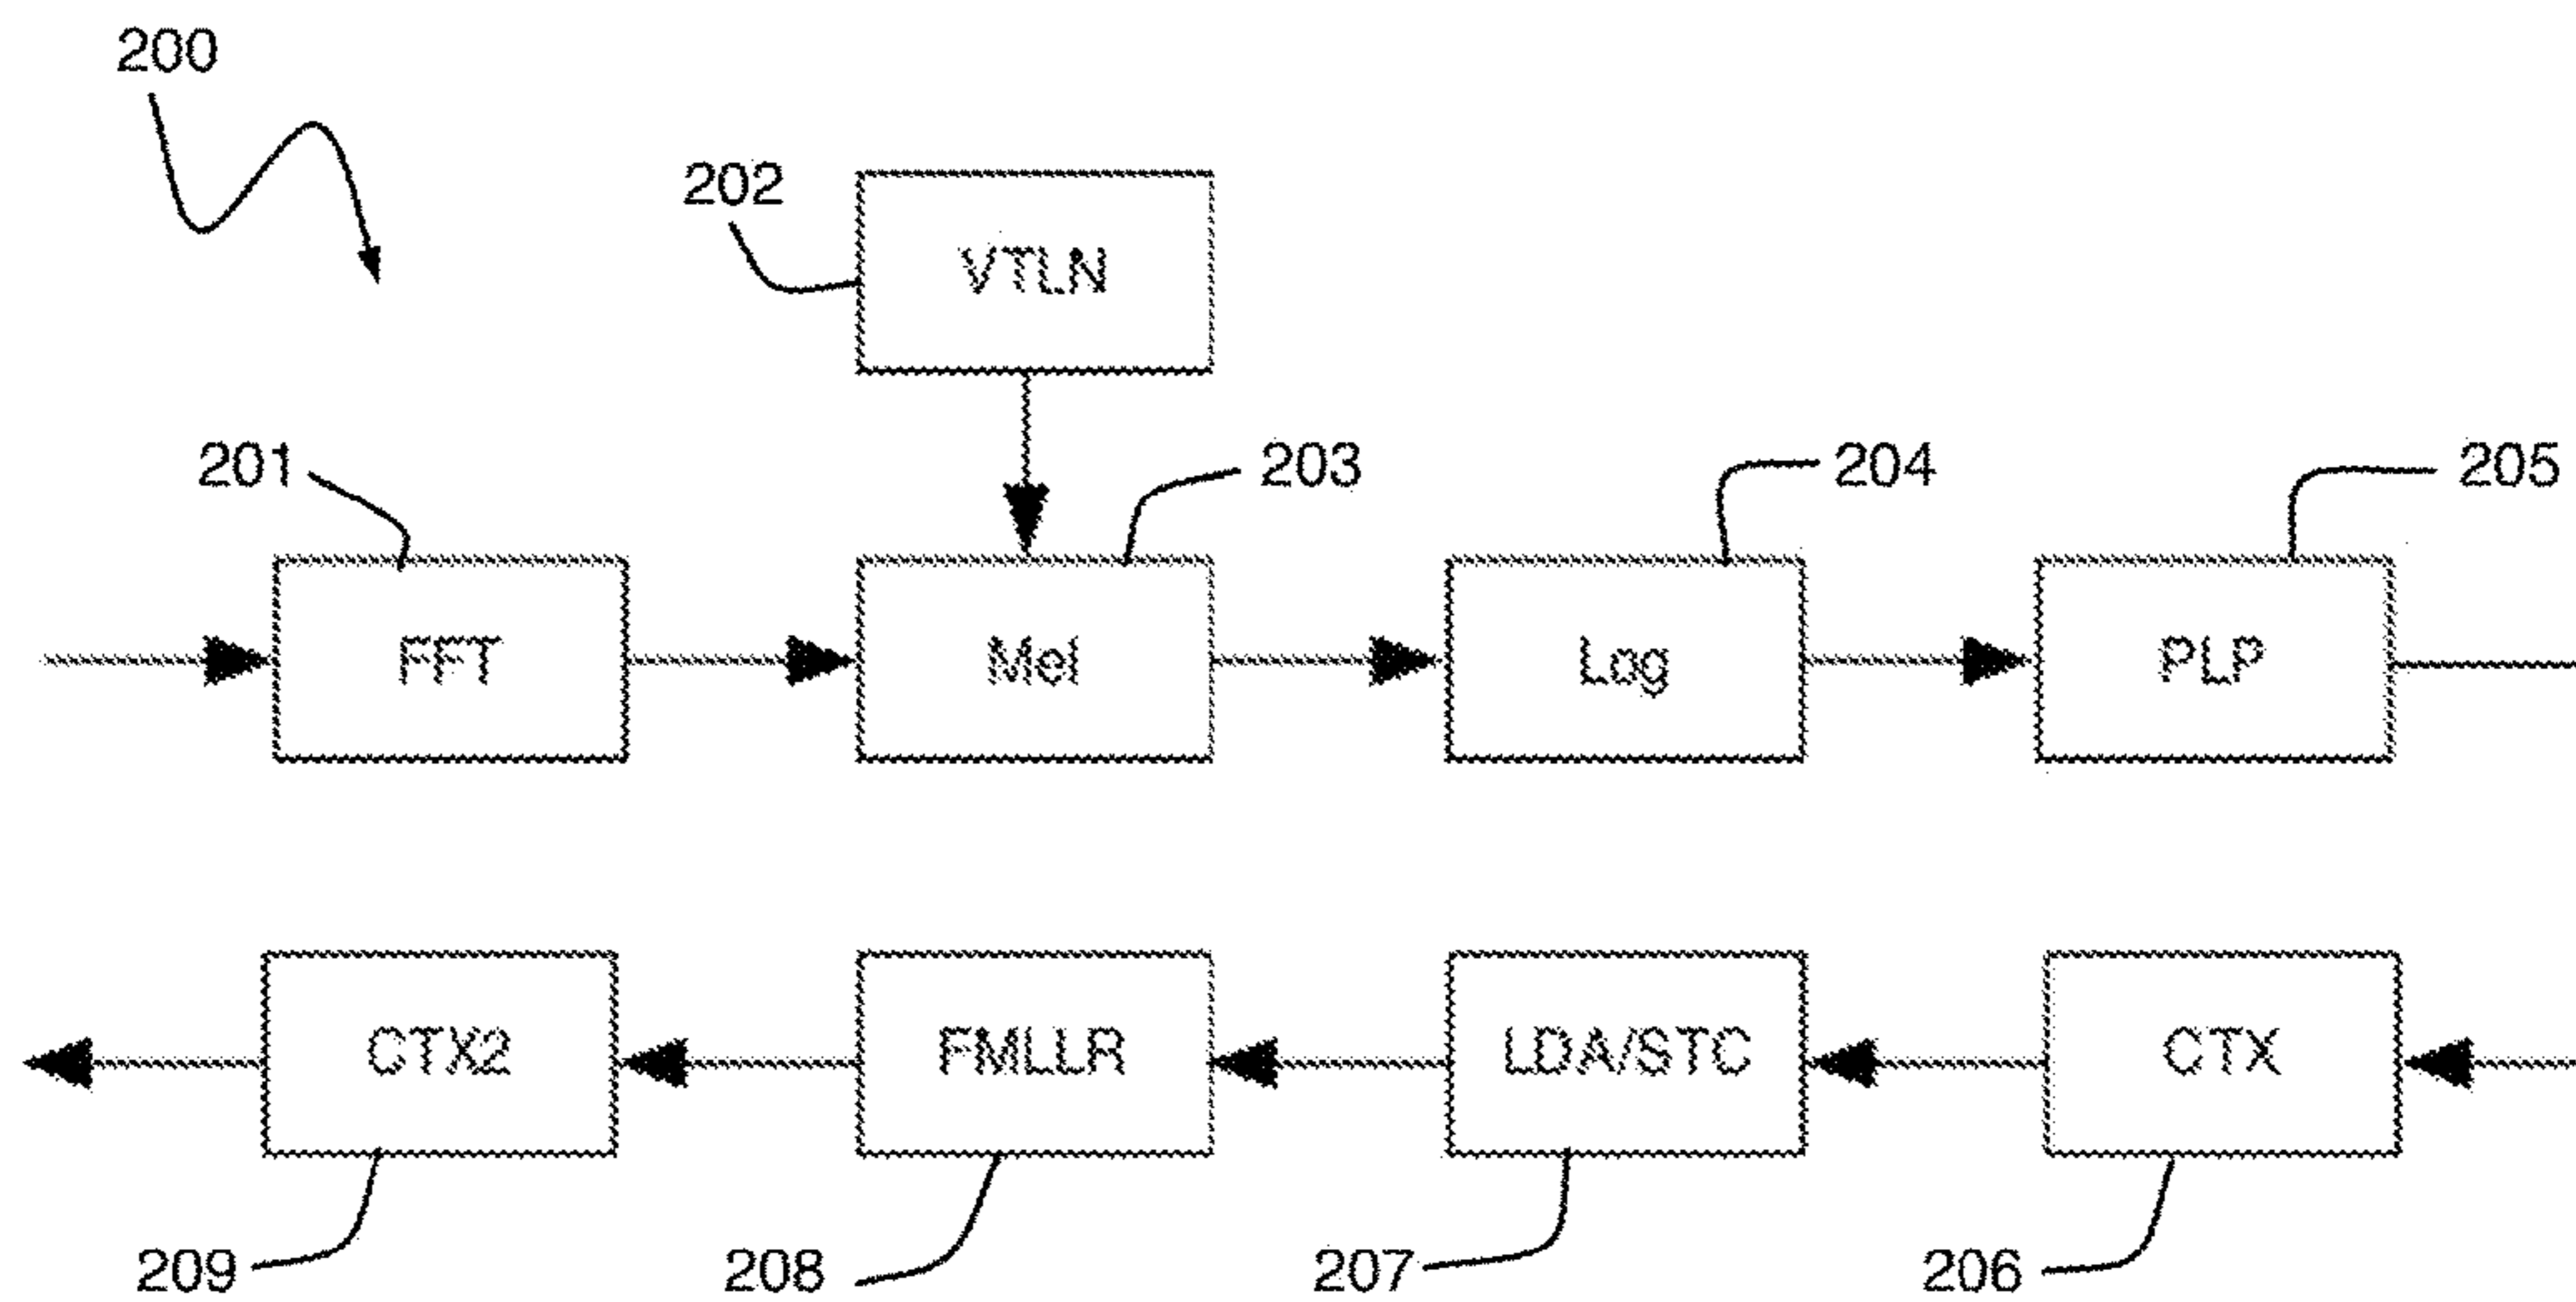 200
202
VTLN
201
203
204
205
FFT
Mel
Log
PLP
CTX2
FMLLR
LDA/STC
CTX
209
208
207
206